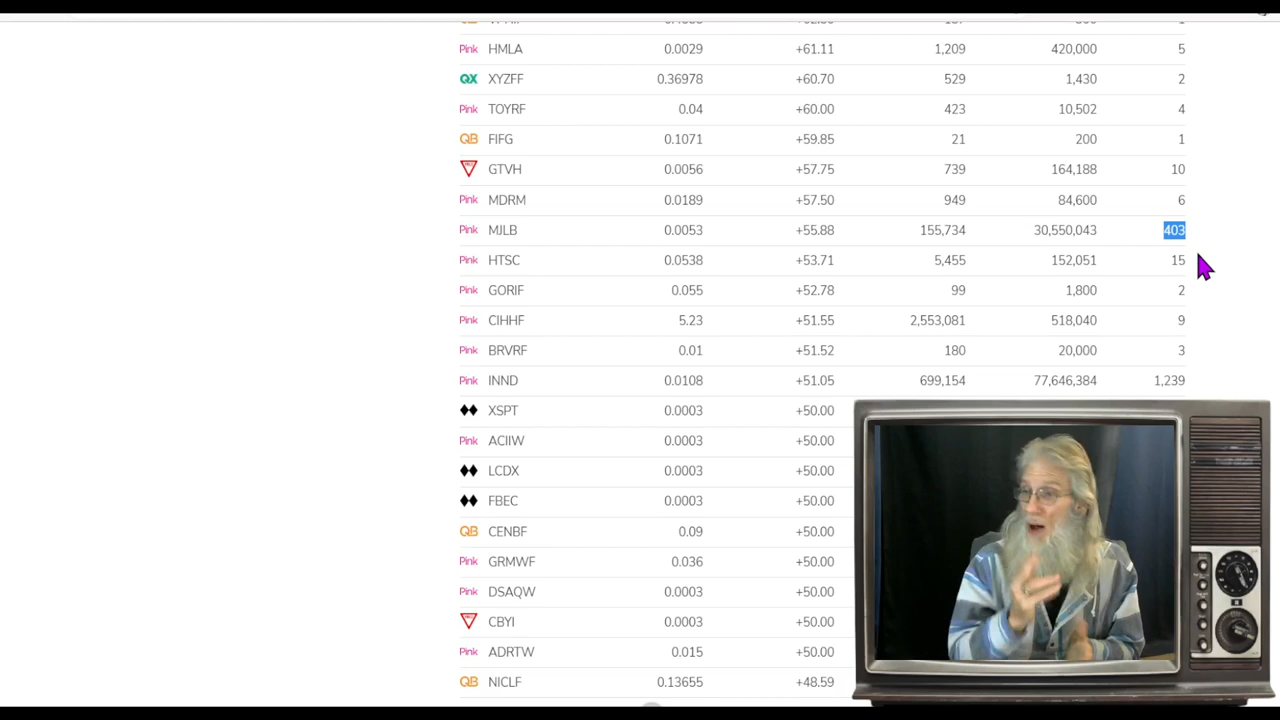 Pink HMLA 0.0029 +61.11 1,209 420,000 5
QX XYZFF 0.36978 +60.70 529 1,430 2
Pink TOYRF 0.04 +60.00 423 10,502 4
QB FIFG 0.1071 +59.85 21 200 1
GTVH 0.0056 +57.75 739 164,188 10
Pink MDRM 0.0189 +57.50 949 84,600 6
Pink MJLB 0.0053 +55.88 155,734 30,550,043 403
Pink HTSC 0.0538 +53.71 5,455 152,051 15
Pink GORIF 0.055 +52.78 99 1,800 2
Pink CIHHF 5.23 +51.55 2,553,081 518,040 9
Pink BRVRF 0.01 +51.52 180 20,000 3
Pink INND 0.0108 +51.05 699,154 77,646,384 1,239
XSPT 0.0003 +50.00
Pink ACIIW 0.0003 +50.00
LCDX 0.0003 +50.00
FBEC 0.0003 +50.00
QB CENBF 0.09 +50.00
Pink GRMWF 0.036 +50.00
Pink DSAQW 0.0003 +50.00
CBYI 0.0003 +50.00
Pink ADRTW 0.015 +50.00
QB NICLF 0.13655 +48.59